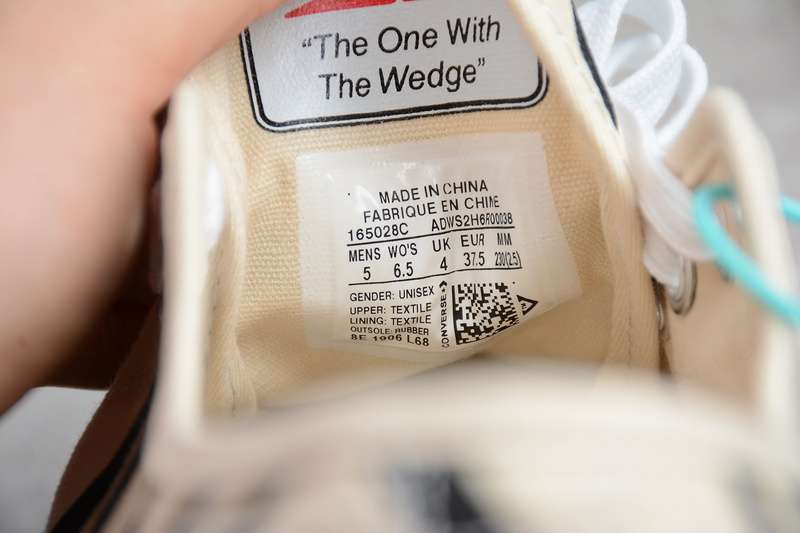 “The One With
The Wedge”
MADE IN CHINA
FABRIQUE EN CHINE
165028C ADWS2H6R00038
MENS WO'S UK EUR MM
5 6.5 4 37.5 230(2.5)
GENDER: UNISEX
UPPER: TEXTILE
LINING: TEXTILE
OUTSOLE: RUBBER
8E 1906 L68
CONVERSE